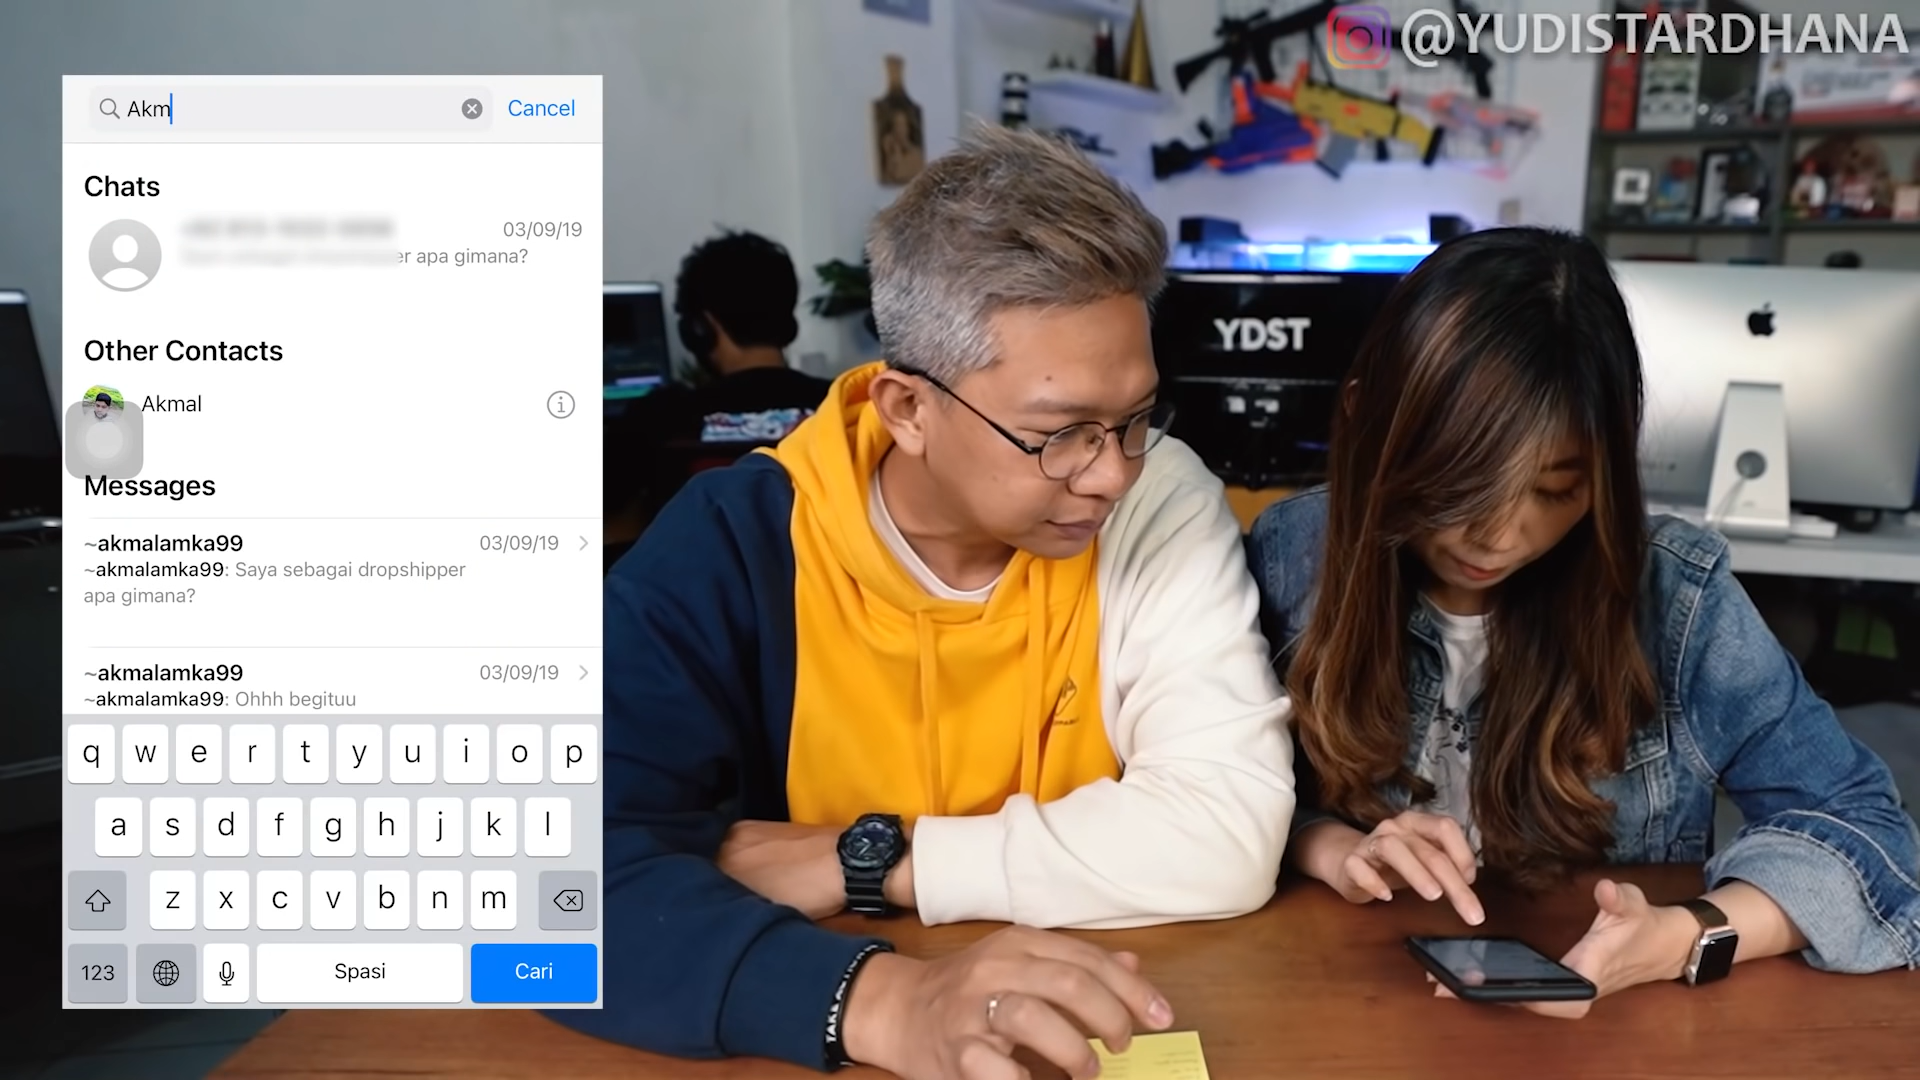 @YUDISTARDHANA
Akm
Cancel
Chats
03/09/19
er apa gimana?
Other Contacts
Akmal
Messages
~akmalamka99
03/09/19
~akmalamka99: Saya sebagai dropshipper
apa gimana?
~akmalamka99
03/09/19
~akmalamka99: Ohhh begituu
q w e r t y u i o p
a s d f g h j k l
z x c v b n m
123
Spasi
Cari
YDST